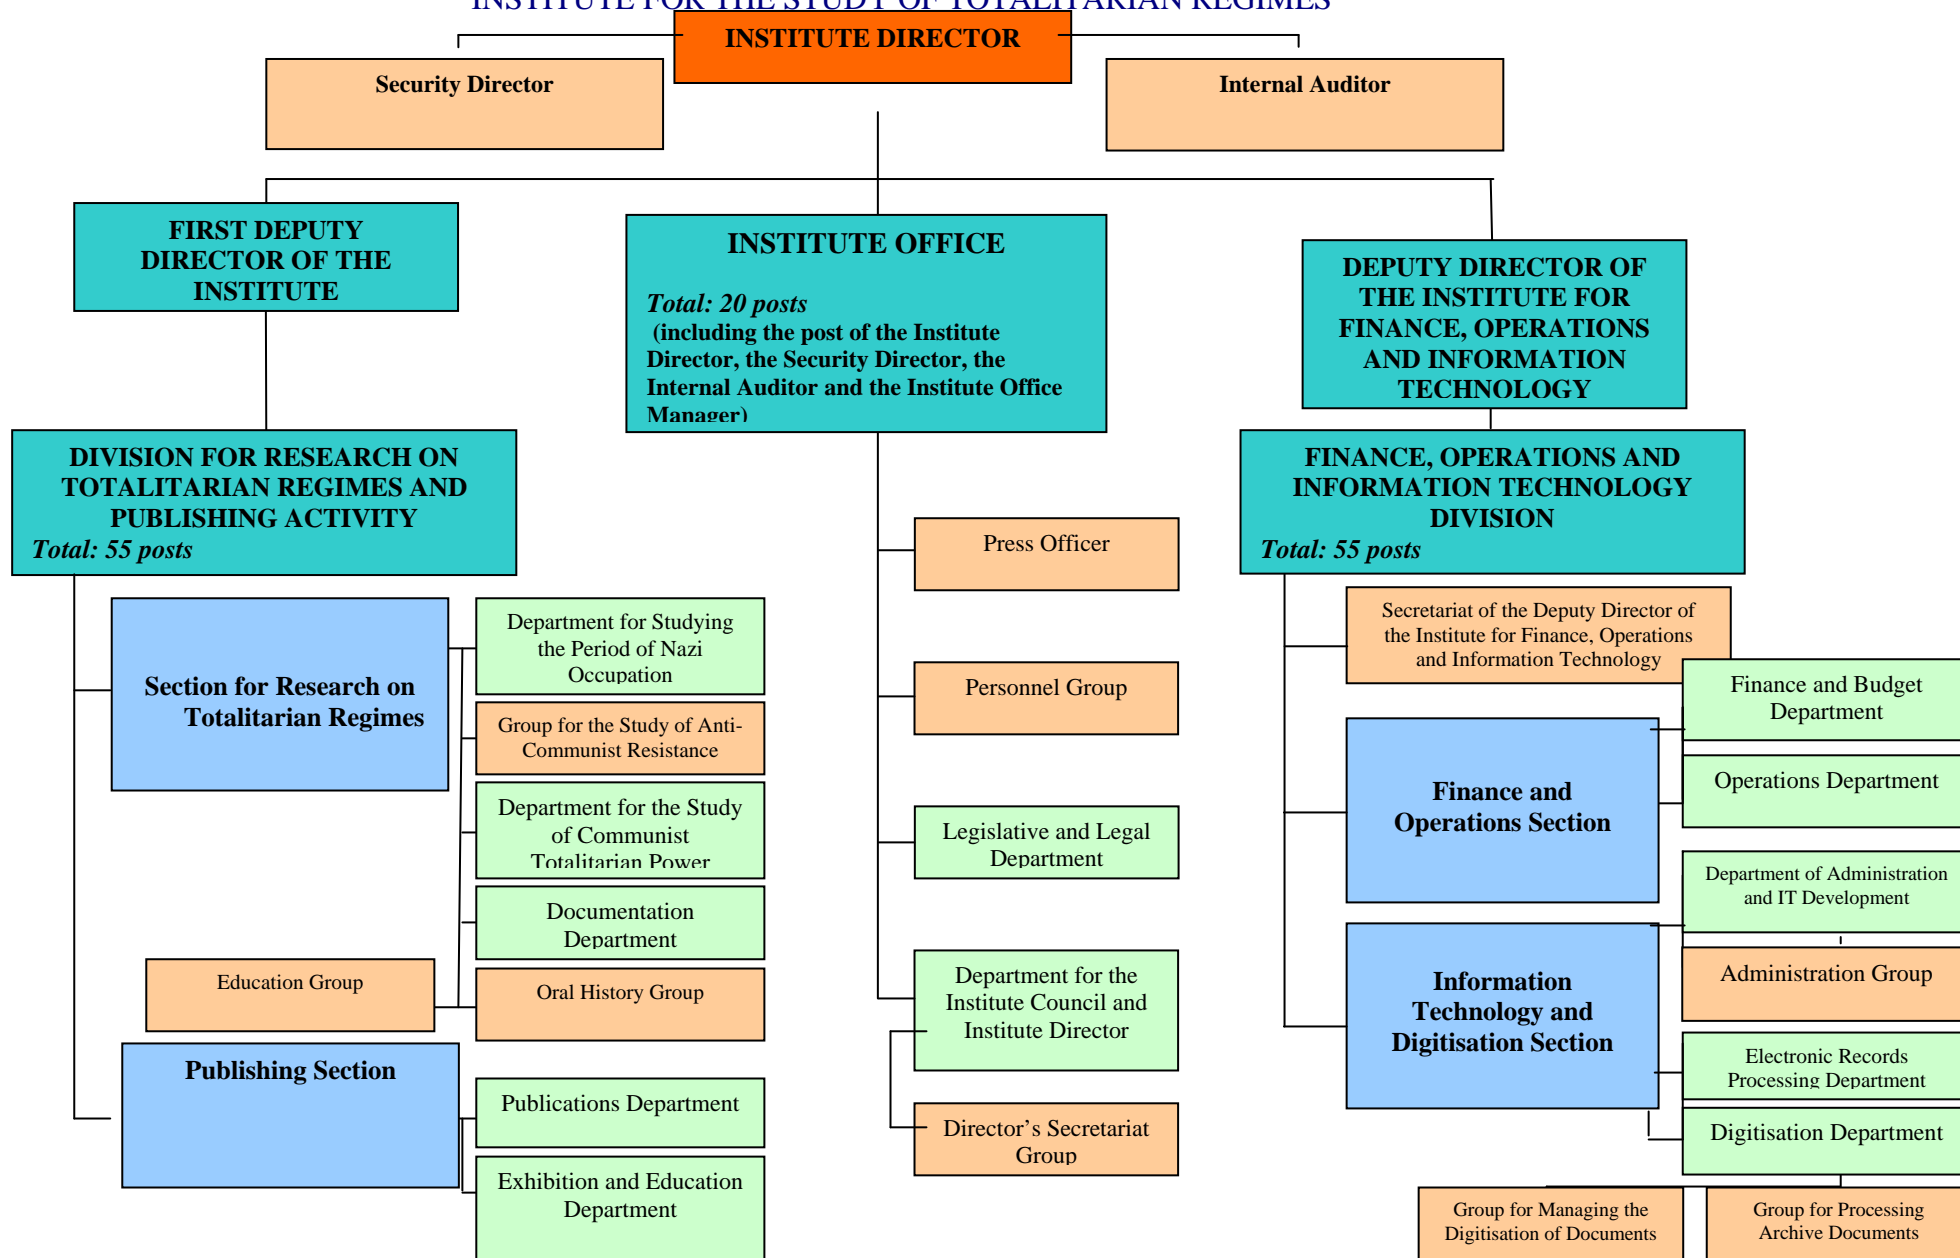 INSTITUTE FOR THE STUDY OF TOTALITARIAN REGIMES
INSTITUTE DIRECTOR
Security Director
Internal Auditor
FIRST DEPUTY
DIRECTOR OF THE
INSTITUTE
INSTITUTE OFFICE
Total: 20 posts
(including the post of the Institute
Director, the Security Director, the
Internal Auditor and the Institute Office
Manager)
DEPUTY DIRECTOR OF
THE INSTITUTE FOR
FINANCE, OPERATIONS
AND INFORMATION
TECHNOLOGY
DIVISION FOR RESEARCH ON
TOTALITARIAN REGIMES AND
PUBLISHING ACTIVITY
Total: 55 posts
FINANCE, OPERATIONS AND
INFORMATION TECHNOLOGY
DIVISION
Total: 55 posts
Section for Research on
Totalitarian Regimes
Department for Studying
the Period of Nazi
Occupation
Group for the Study of Anti-
Communist Resistance
Department for the Study
of Communist
Totalitarian Power
Documentation
Department
Education Group
Oral History Group
Publishing Section
Publications Department
Exhibition and Education
Department
Press Officer
Personnel Group
Legislative and Legal
Department
Department for the
Institute Council and
Institute Director
Director’s Secretariat
Group
Secretariat of the Deputy Director of
the Institute for Finance, Operations
and Information Technology
Finance and Budget
Department
Finance and
Operations Section
Operations Department
Department of Administration
and IT Development
Information
Technology and
Digitisation Section
Administration Group
Electronic Records
Processing Department
Digitisation Department
Group for Managing the
Digitisation of Documents
Group for Processing
Archive Documents